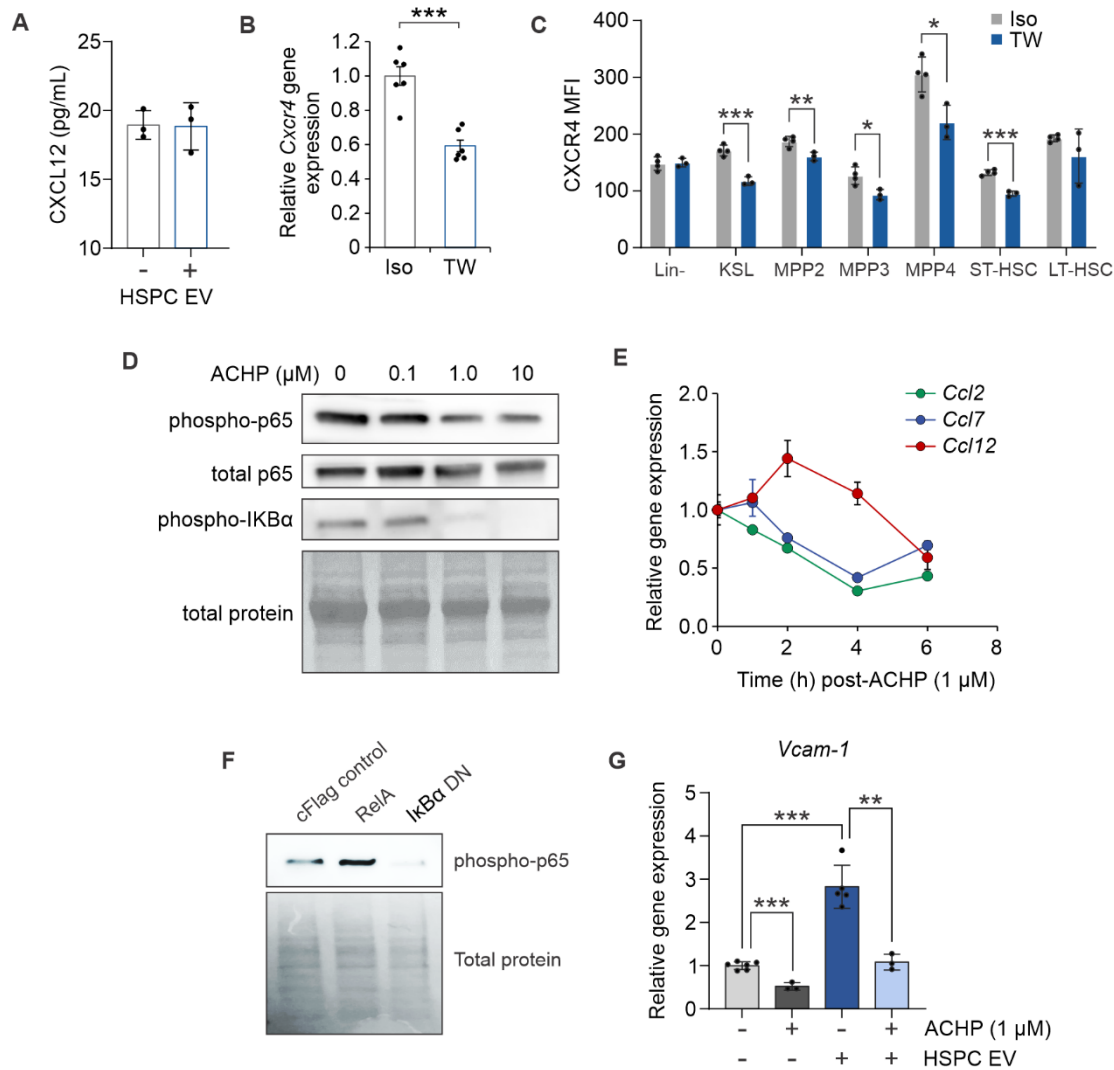 A
CXCL12 (pg/mL)
25
20
15
10
- +
HSPC EV
B
***
Relative Cxcr4 gene
expression
1.2
1.0
0.8
0.6
0.4
0.2
0
Iso TW
C
Iso
TW
CXCR4 MFI
400
300
200
100
0
*** ** * * ***
Lin- KSL MPP2 MPP3 MPP4 ST-HSC LT-HSC
D
ACHP (µM) 0 0.1 1.0 10
phospho-p65
total p65
phospho-IKBα
total protein
E
Ccl2
Ccl7
Ccl12
Relative gene expression
2.0
1.5
1.0
0.5
0.0
0 2 4 6 8
Time (h) post-ACHP (1 µM)
F
cFlag control
RelA
IκBα DN
phospho-p65
Total protein
G
Vcam-1
Relative gene expression
5
4
3
2
1
0
***
***
**
- + - + ACHP (1 µM)
- - + + HSPC EV